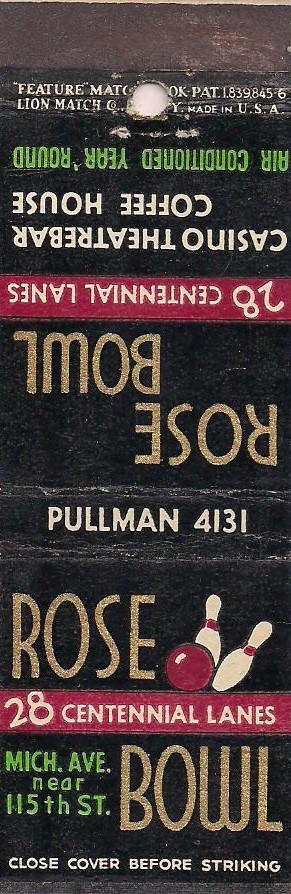 "FEATURE" MATC OK PAT. 1.839.845-6
LION MATCH Y. MADE IN U.S.A.
ROSE
BOWL
28 CENTENNIAL LANES
CASINO THEATREBAR
COFFEE HOUSE
AIR CONDITIONED YEAR 'ROUND
PULLMAN 4131
ROSE
28 CENTENNIAL LANES
MICH. AVE.
near
115th ST.
BOWL
CLOSE COVER BEFORE STRIKING